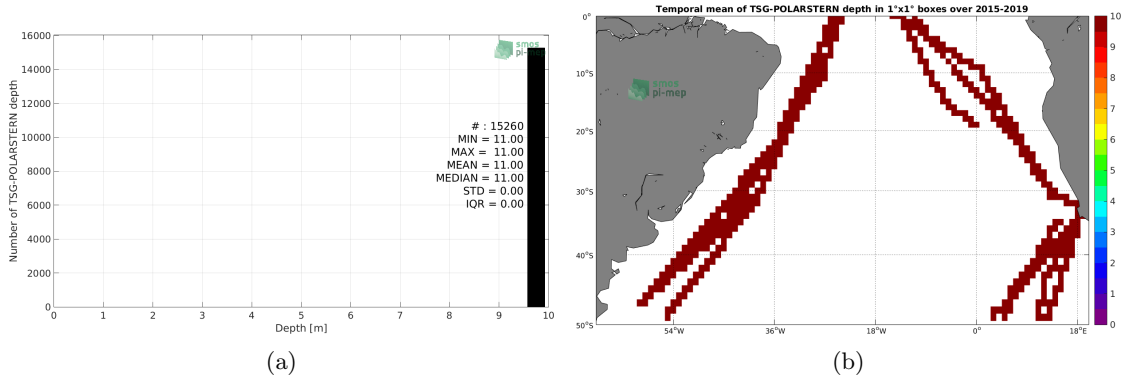 smos
pi-mep
Number of TSG-POLARSTERN depth
16000
14000
12000
10000
8000
6000
4000
2000
0
# : 15260
MIN = 11.00
MAX = 11.00
MEAN = 11.00
MEDIAN = 11.00
STD = 0.00
IQR = 0.00
0 1 2 3 4 5 6 7 8 9 10
Depth [m]
(a)
Temporal mean of TSG-POLARSTERN depth in 1°x1° boxes over 2015-2019
smos
pi-mep
0°
10°S
20°S
30°S
40°S
50°S
54°W 36°W 18°W 0° 18°E
10
9
8
7
6
5
4
3
2
1
0
(b)